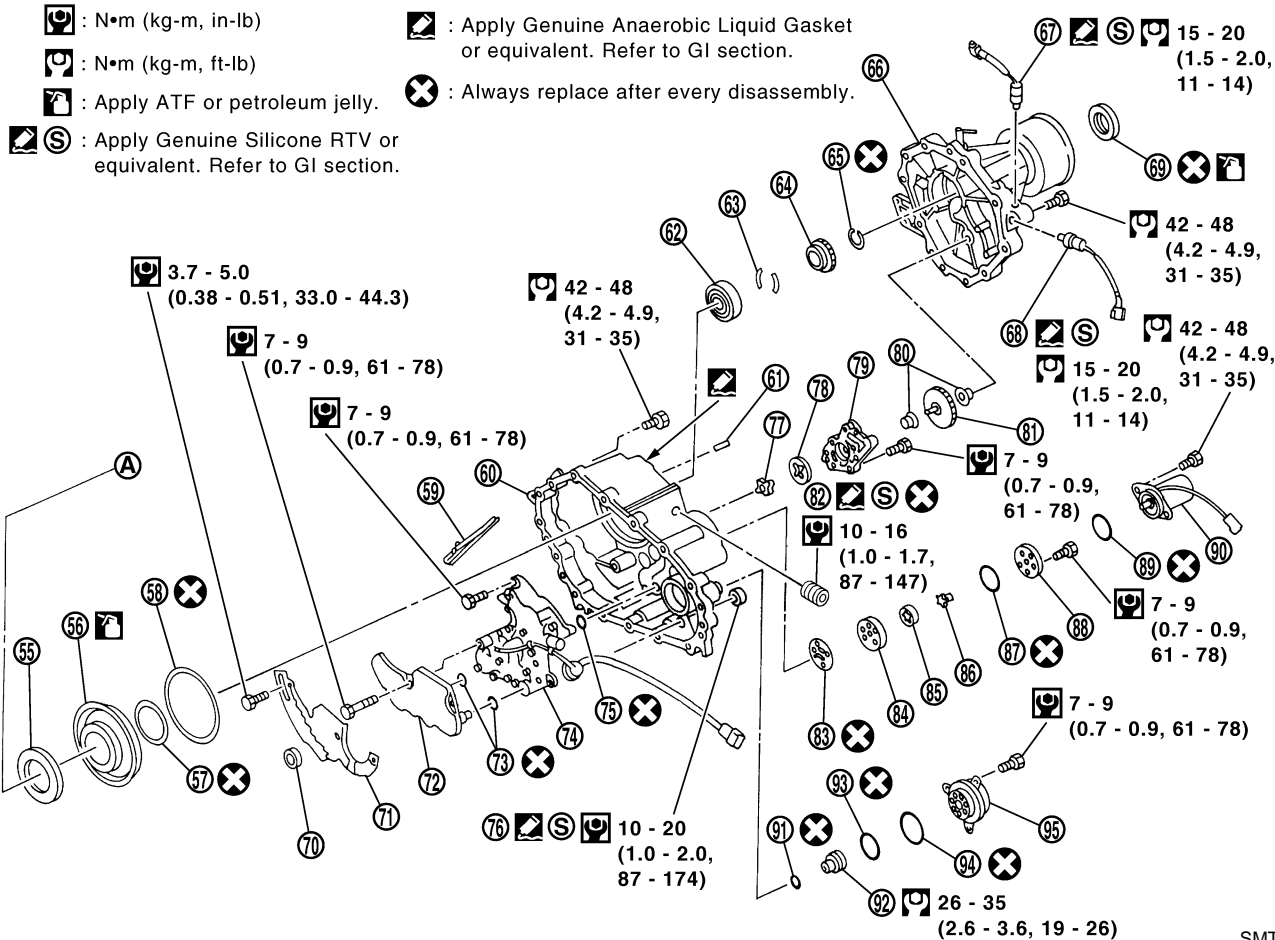 : N•m (kg-m, in-lb)
: N•m (kg-m, ft-lb)
: Apply ATF or petroleum jelly.
S : Apply Genuine Silicone RTV or
equivalent. Refer to GI section.
: Apply Genuine Anaerobic Liquid Gasket
or equivalent. Refer to GI section.
: Always replace after every disassembly.
67 S 15 - 20
(1.5 - 2.0,
11 - 14)
66
69
65
64
63
62
42 - 48
(4.2 - 4.9,
31 - 35)
3.7 - 5.0
(0.38 - 0.51, 33.0 - 44.3)
42 - 48
(4.2 - 4.9,
31 - 35)
7 - 9
(0.7 - 0.9, 61 - 78)
68 S
15 - 20
(1.5 - 2.0,
11 - 14)
42 - 48
(4.2 - 4.9,
31 - 35)
7 - 9
(0.7 - 0.9, 61 - 78)
61
80
79
78
77
81
A
60
59
82 S
10 - 16
(1.0 - 1.7,
87 - 147)
7 - 9
(0.7 - 0.9,
61 - 78)
90
89
58
56
55
88
7 - 9
(0.7 - 0.9,
61 - 78)
87
86
85
84
83
75
74
73
72
57
71
70
7 - 9
(0.7 - 0.9, 61 - 78)
76 S 10 - 20
(1.0 - 2.0,
87 - 174)
93
95
91
94
92 26 - 35
(2.6 - 3.6, 19 - 26)
SMT